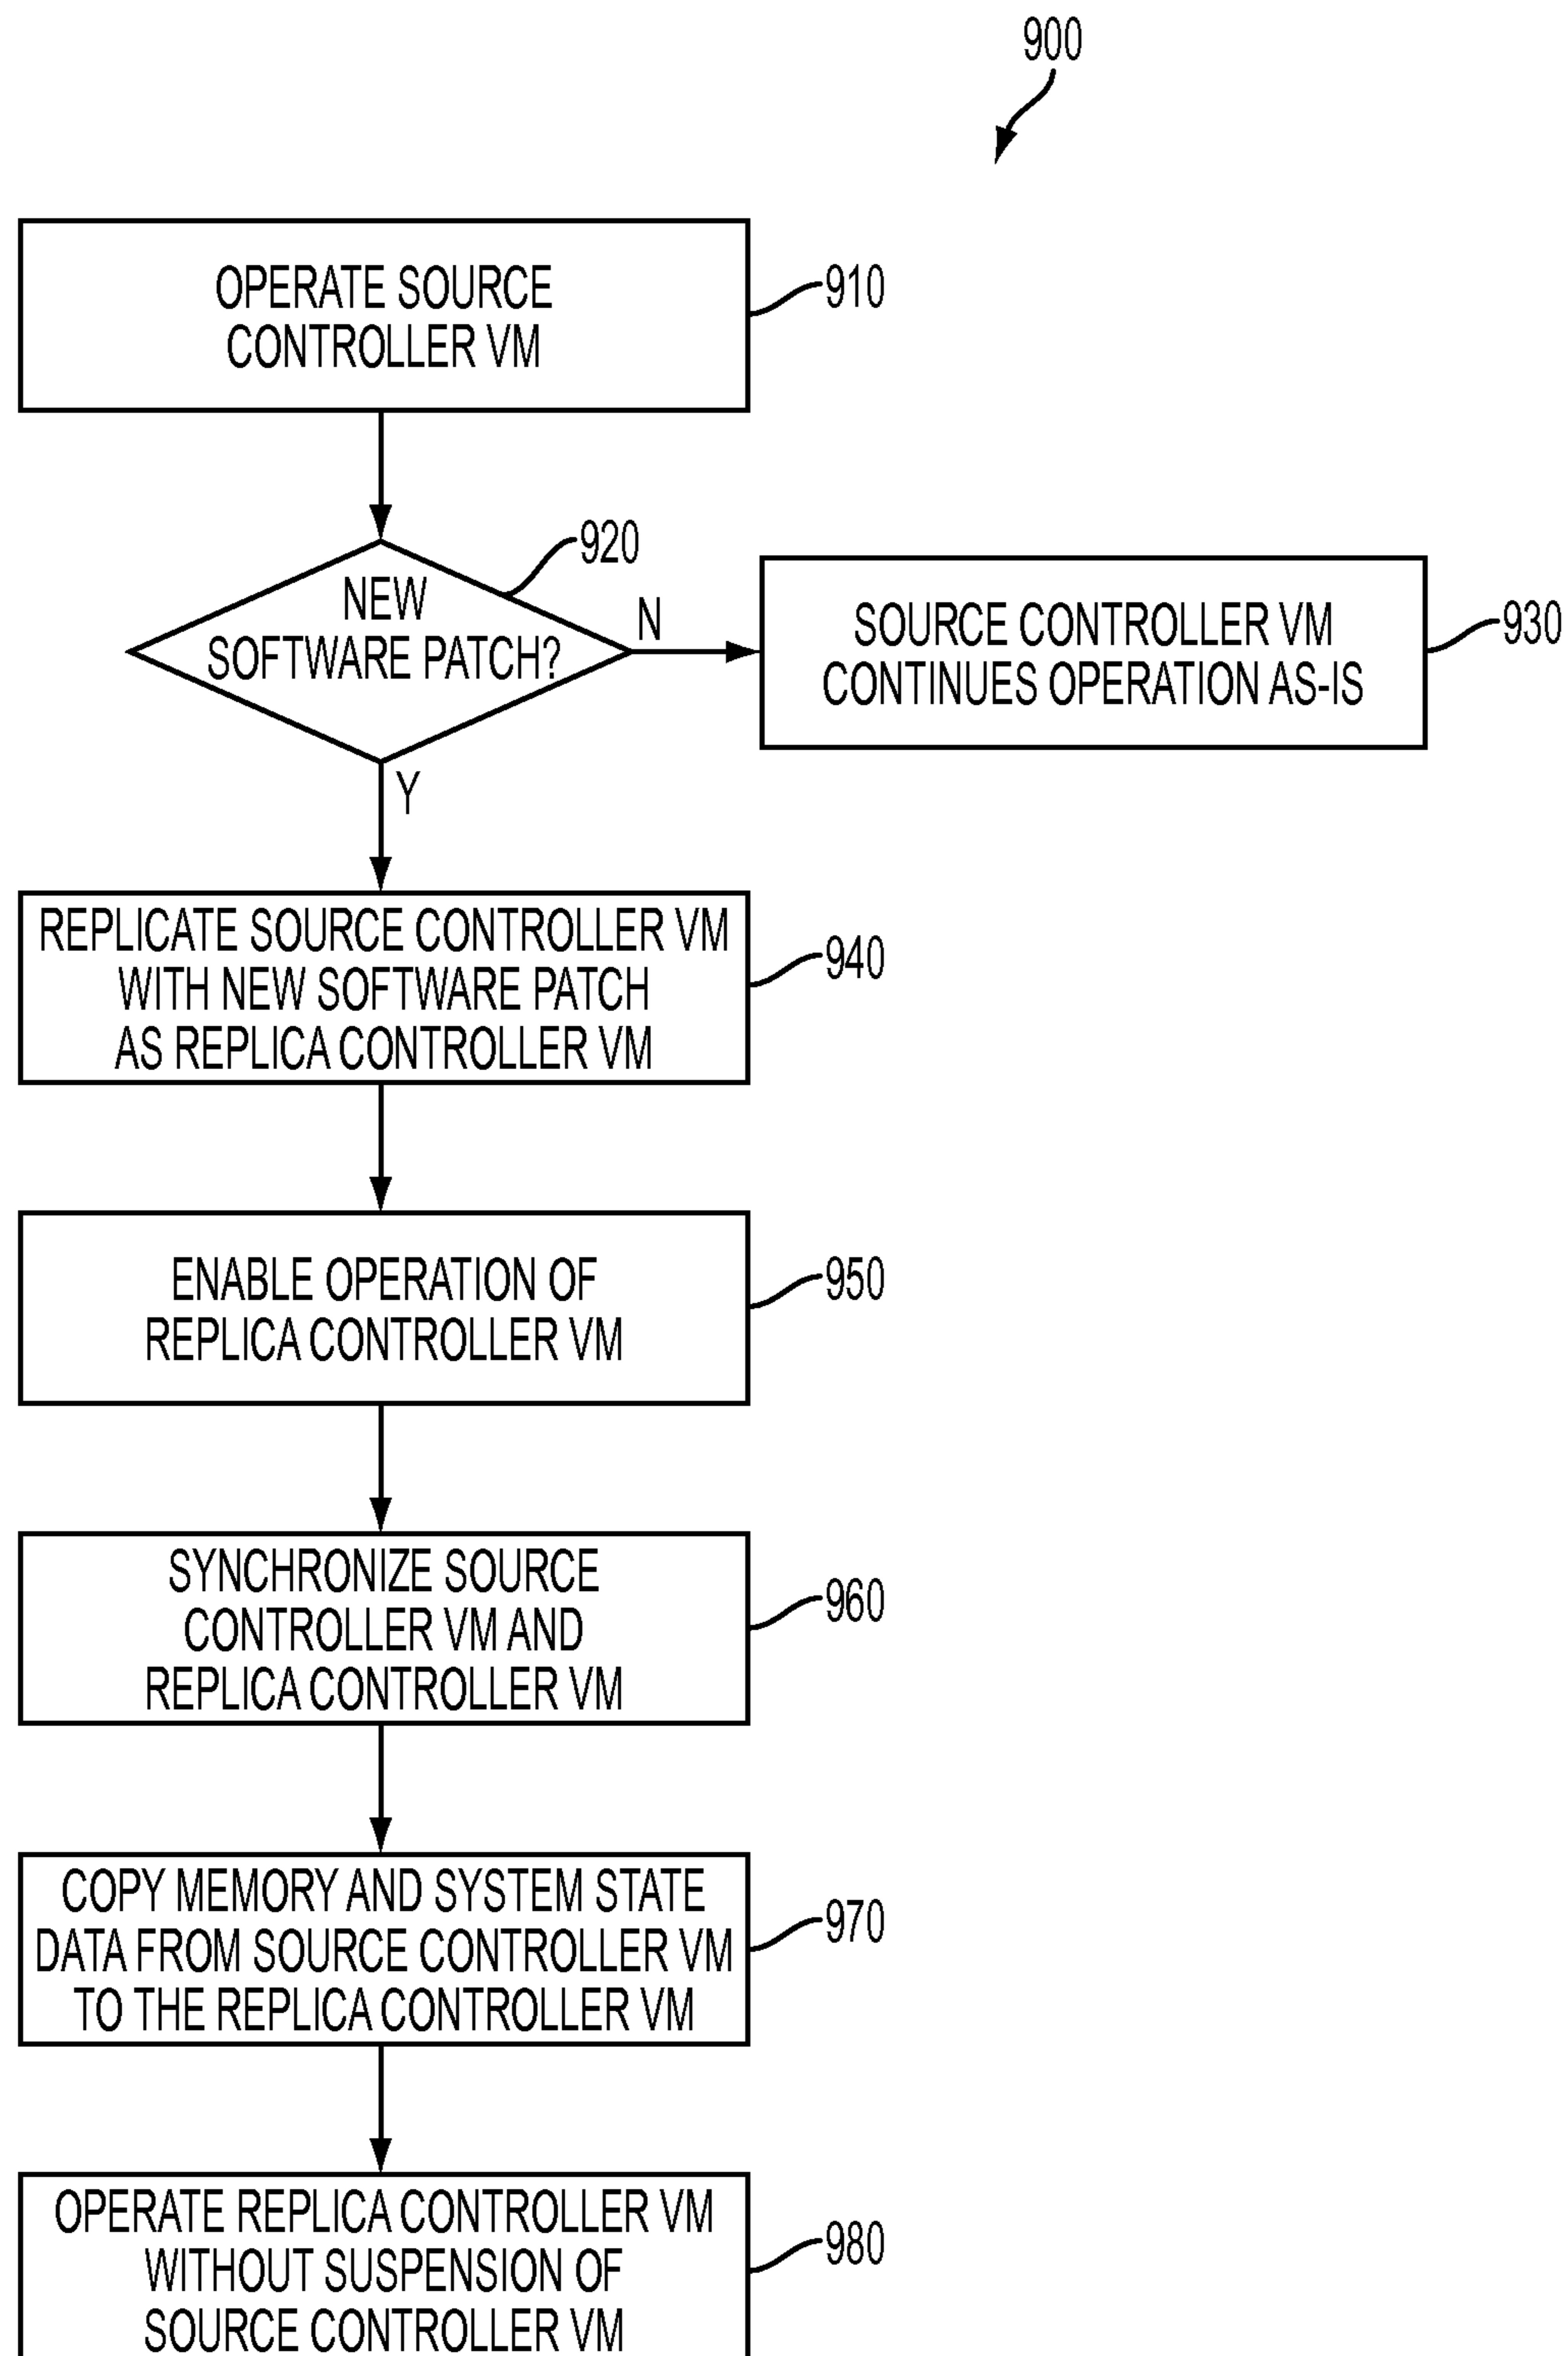 900
OPERATE SOURCE
CONTROLLER VM
910
NEW
SOFTWARE PATCH?
920
N
SOURCE CONTROLLER VM
CONTINUES OPERATION AS-IS
930
Y
REPLICATE SOURCE CONTROLLER VM
WITH NEW SOFTWARE PATCH
AS REPLICA CONTROLLER VM
940
ENABLE OPERATION OF
REPLICA CONTROLLER VM
950
SYNCHRONIZE SOURCE
CONTROLLER VM AND
REPLICA CONTROLLER VM
960
COPY MEMORY AND SYSTEM STATE
DATA FROM SOURCE CONTROLLER VM
TO THE REPLICA CONTROLLER VM
970
OPERATE REPLICA CONTROLLER VM
WITHOUT SUSPENSION OF
SOURCE CONTROLLER VM
980